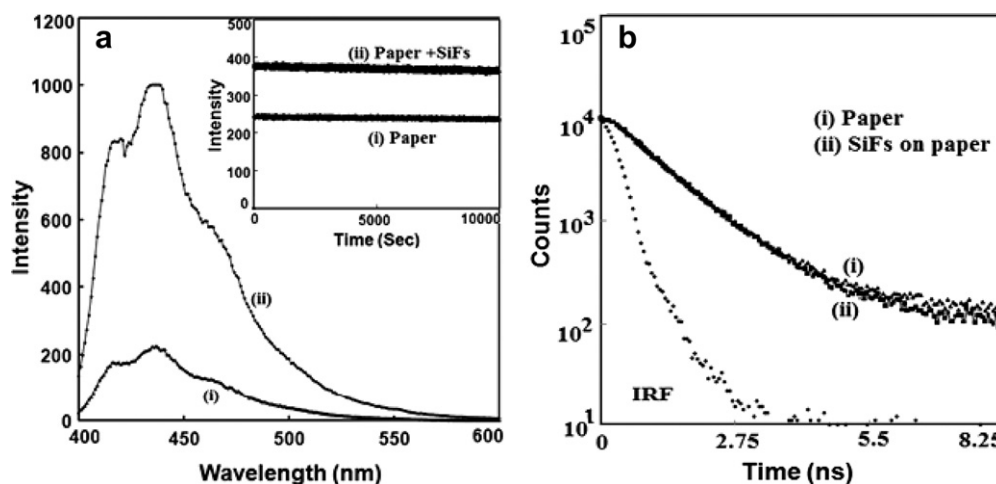 a
1200
1000
800
600
400
200
0
400
450
500
550
600
Intensity
Wavelength (nm)
(ii)
(i)
500
400
300
200
100
0
0
5000
10000
Intensity
Time (Sec)
(ii) Paper +SiFs
(i) Paper
b
10^5
10^4
10^3
10^2
10^1
0
2.75
5.5
8.25
Counts
Time (ns)
(i) Paper
(ii) SiFs on paper
(i)
(ii)
IRF